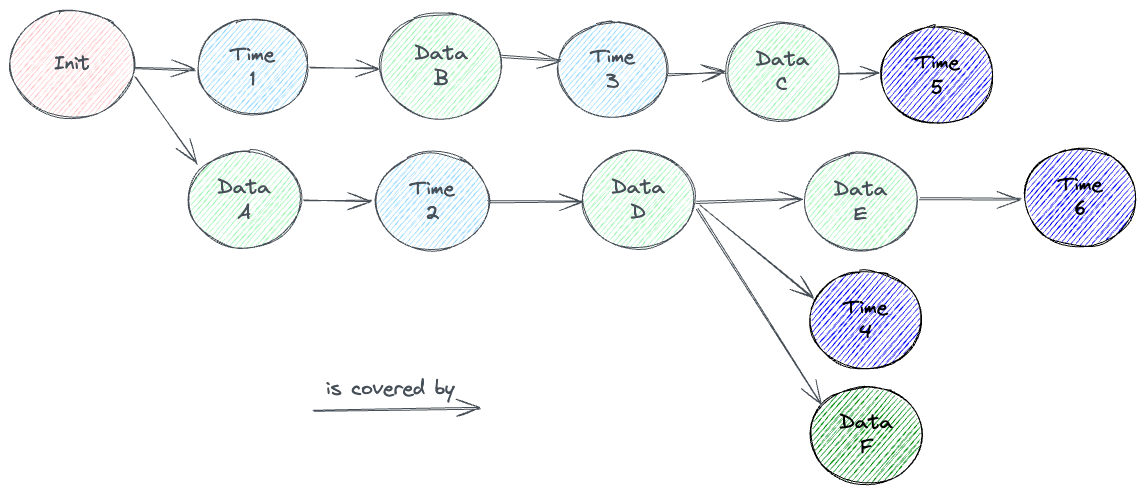 Init
Time
1
Data
B
Time
3
Data
C
Time
5
Data
A
Time
2
Data
D
Data
E
Time
6
Time
4
is covered by
Data
F